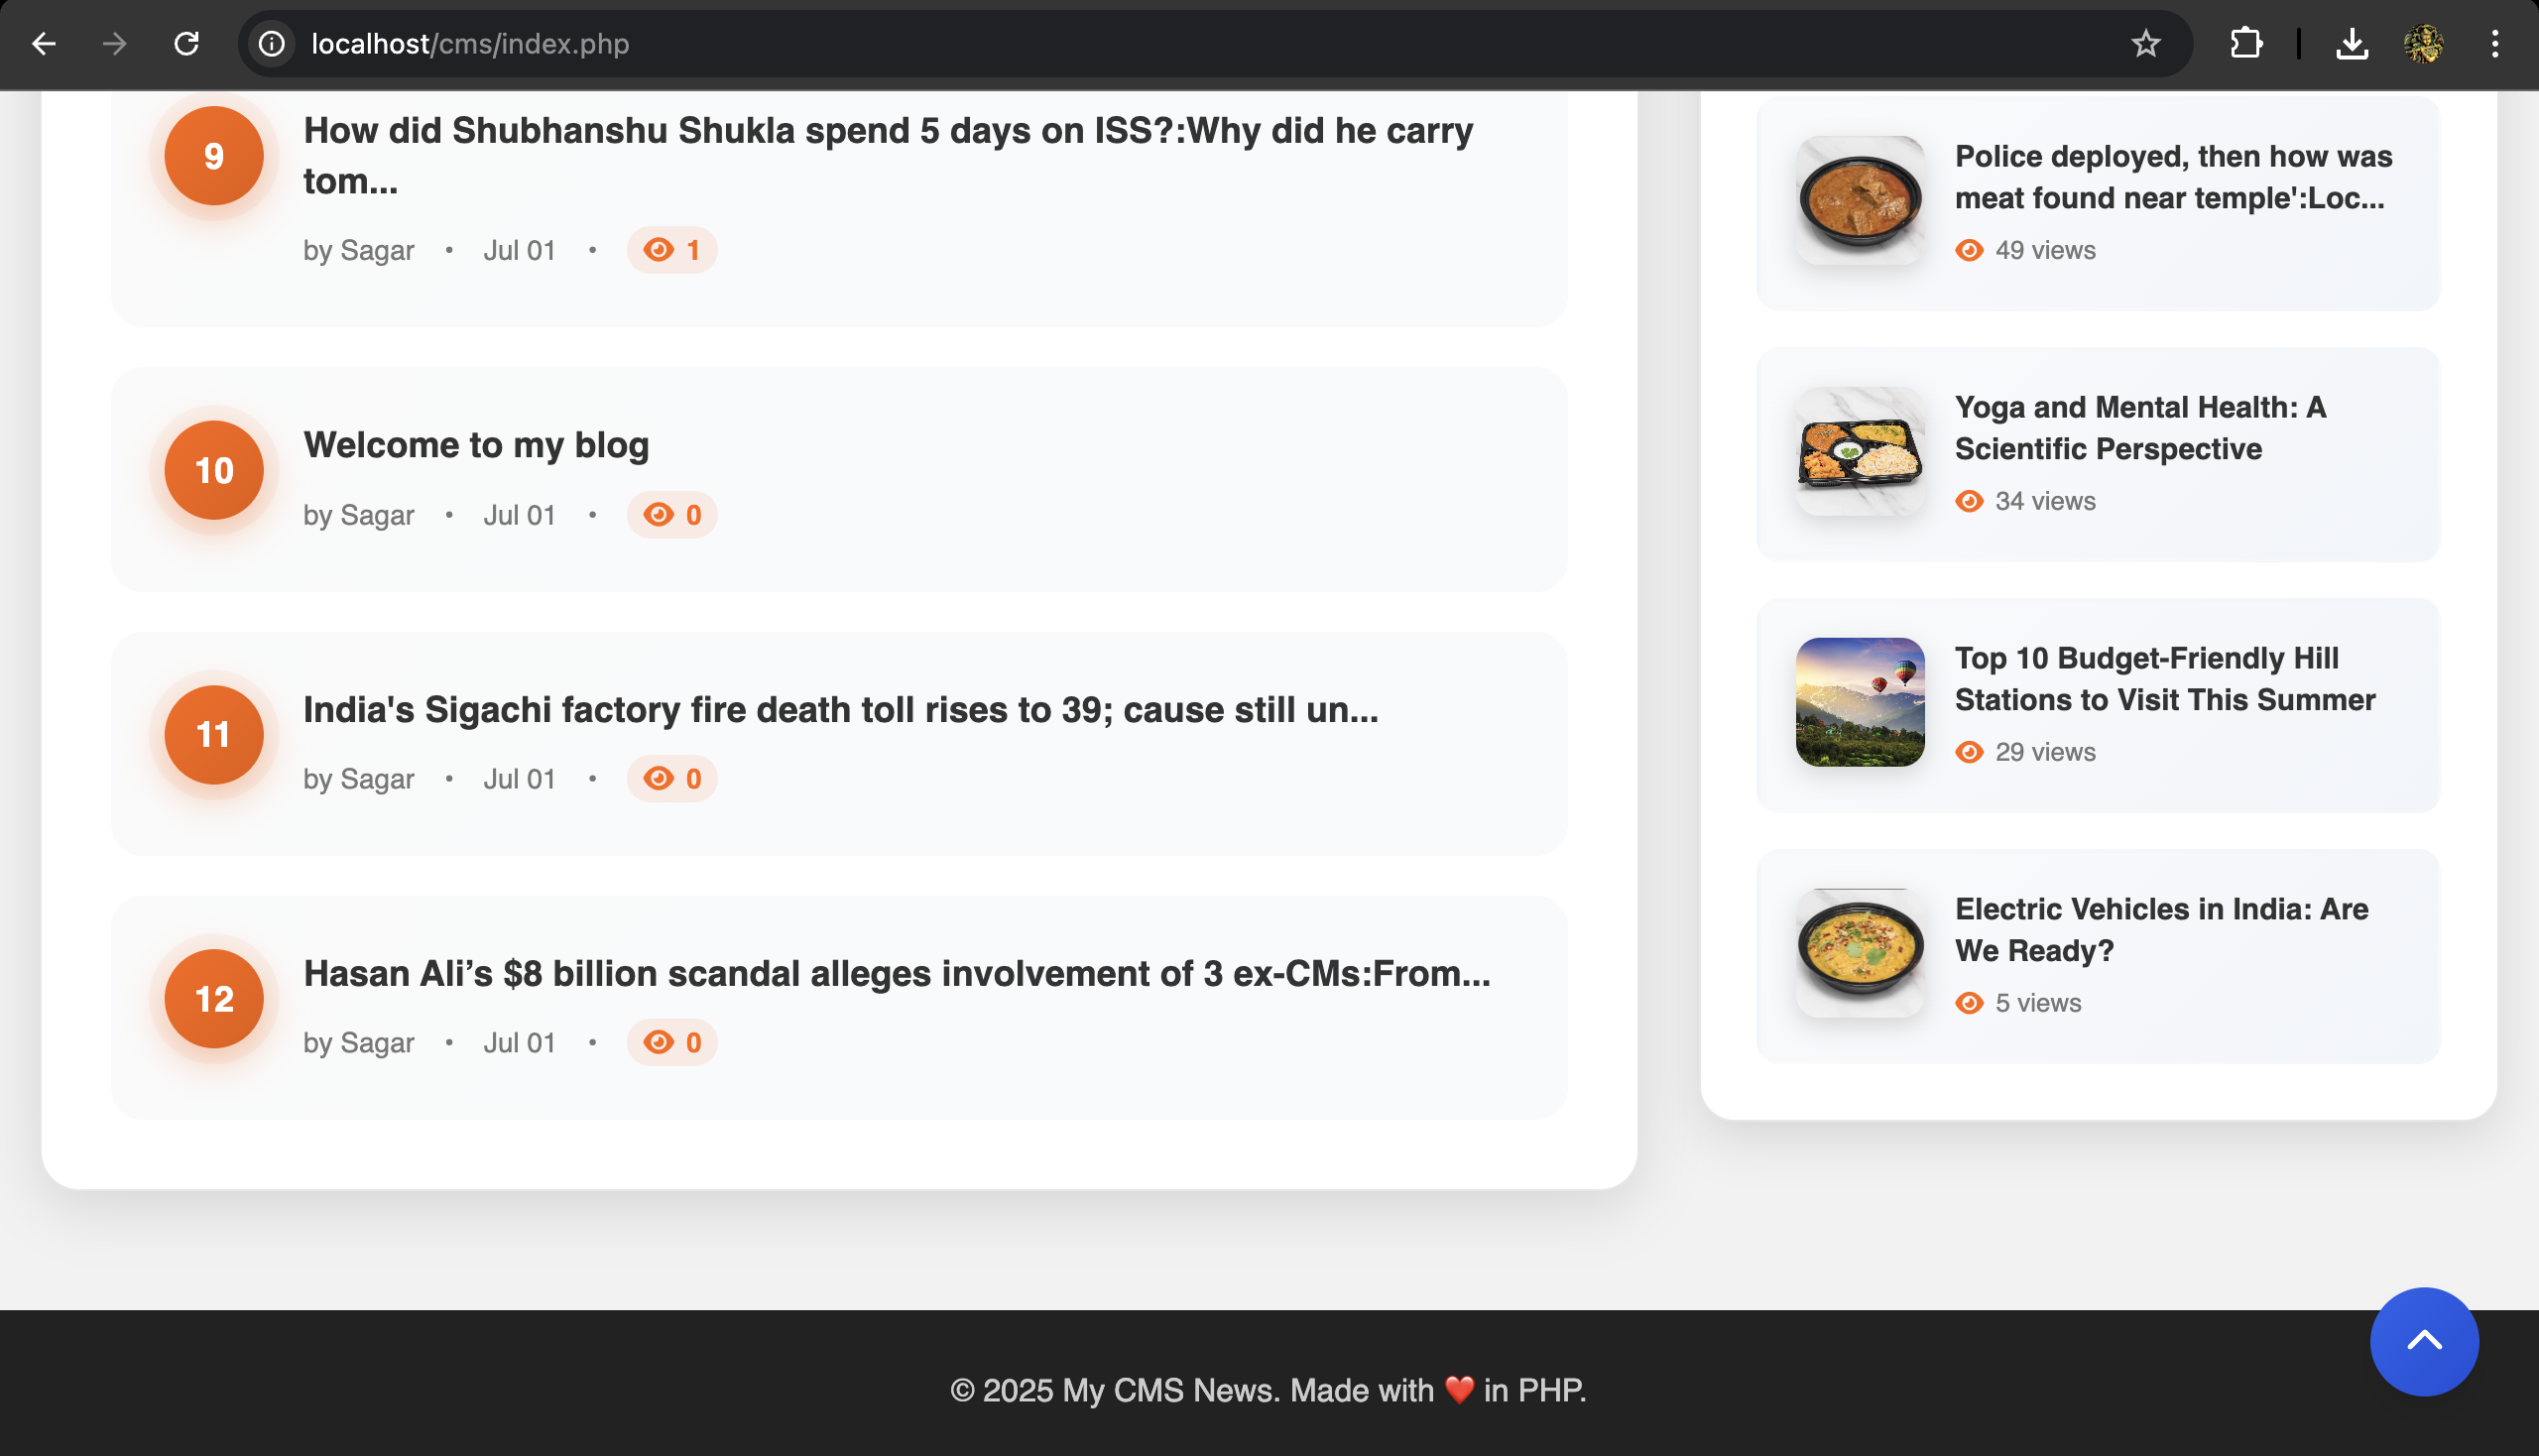 localhost/cms/index.php
9
How did Shubhanshu Shukla spend 5 days on ISS?:Why did he carry
tom...
by Sagar • Jul 01 • 1
10
Welcome to my blog
by Sagar • Jul 01 • 0
11
India's Sigachi factory fire death toll rises to 39; cause still un...
by Sagar • Jul 01 • 0
12
Hasan Ali’s $8 billion scandal alleges involvement of 3 ex-CMs:From...
by Sagar • Jul 01 • 0
Police deployed, then how was
meat found near temple':Loc...
49 views
Yoga and Mental Health: A
Scientific Perspective
34 views
Top 10 Budget-Friendly Hill
Stations to Visit This Summer
29 views
Electric Vehicles in India: Are
We Ready?
5 views
© 2025 My CMS News. Made with ❤️ in PHP.